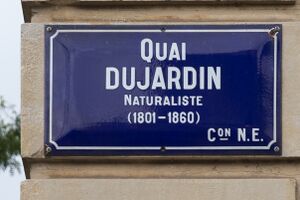 QUAI
DUJARDIN
NATURALISTE
(1801-1860)
CON N.E.